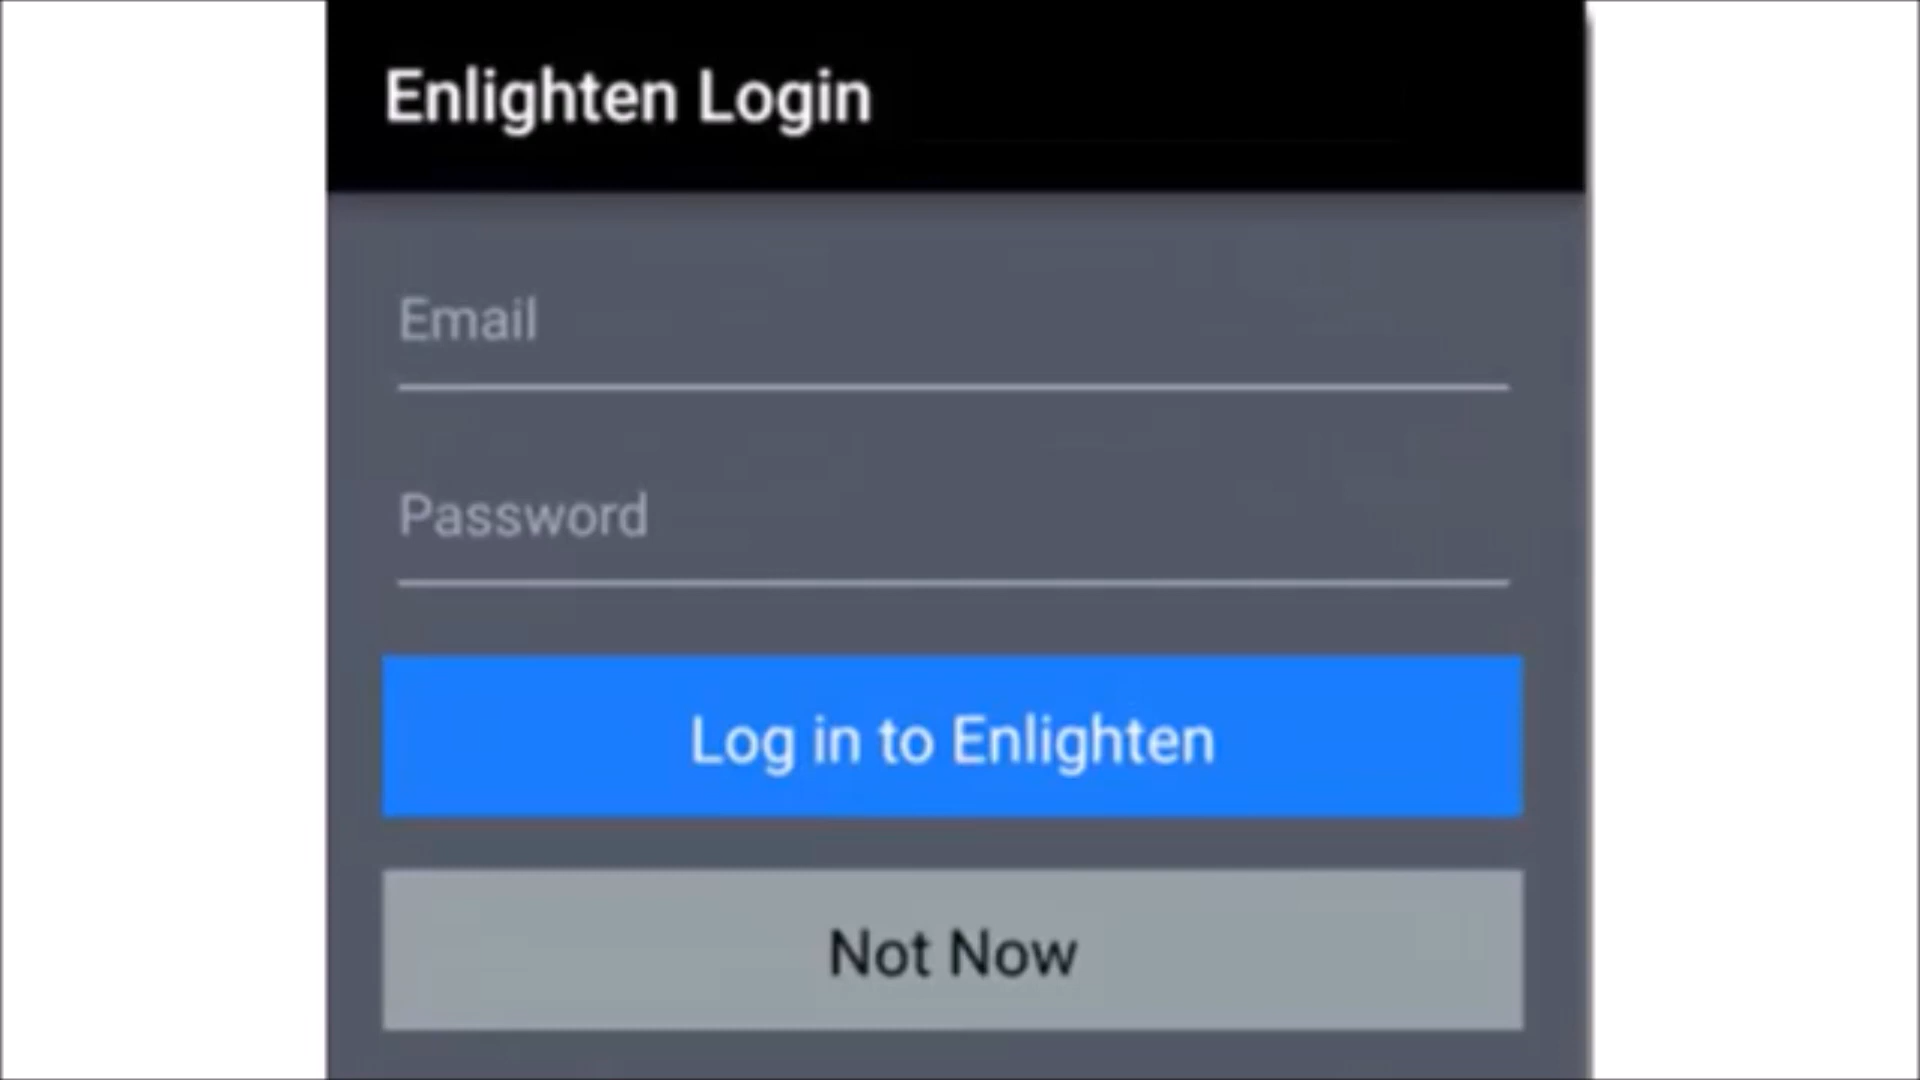 Enlighten Login
Email
Password
Log in to Enlighten
Not Now